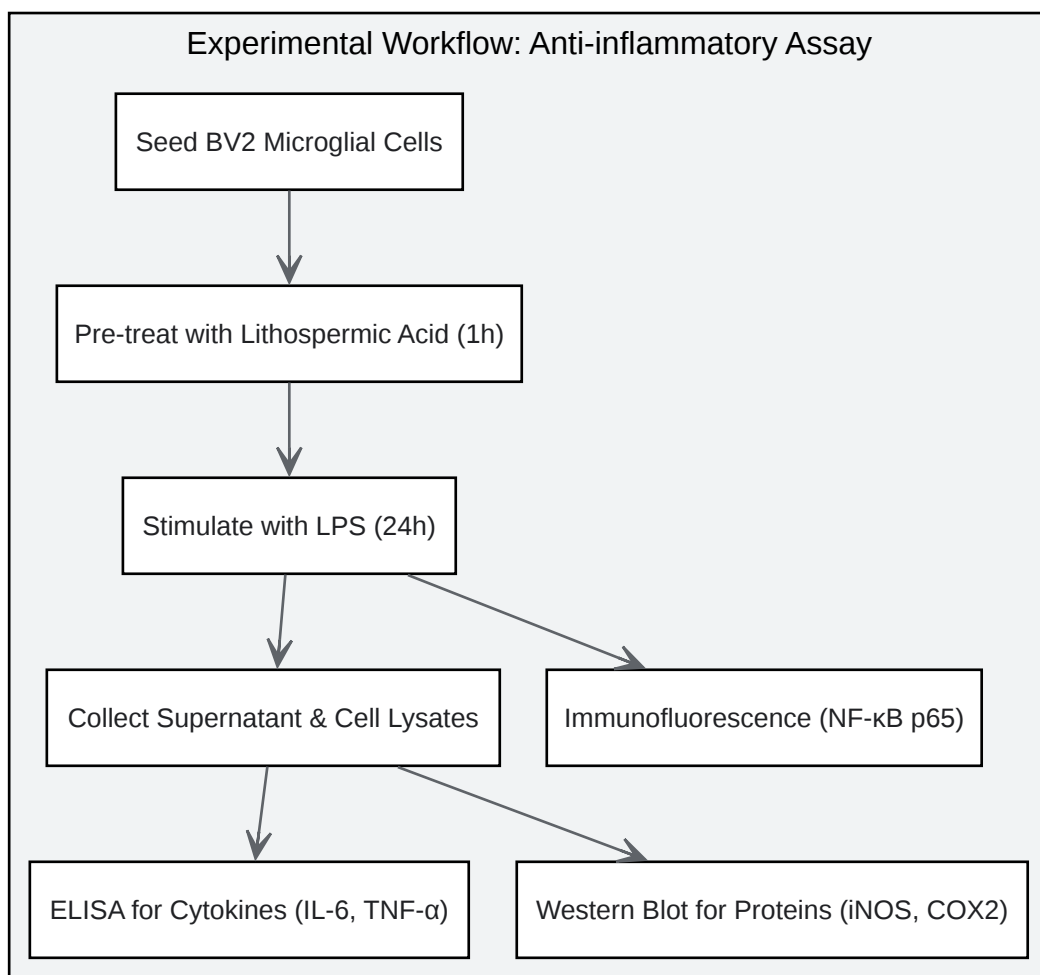 Experimental Workflow: Anti-inflammatory Assay
Seed BV2 Microglial Cells
Pre-treat with Lithospermic Acid (1h)
Stimulate with LPS (24h)
Collect Supernatant & Cell Lysates
Immunofluorescence (NF-κB p65)
ELISA for Cytokines (IL-6, TNF-α)
Western Blot for Proteins (iNOS, COX2)